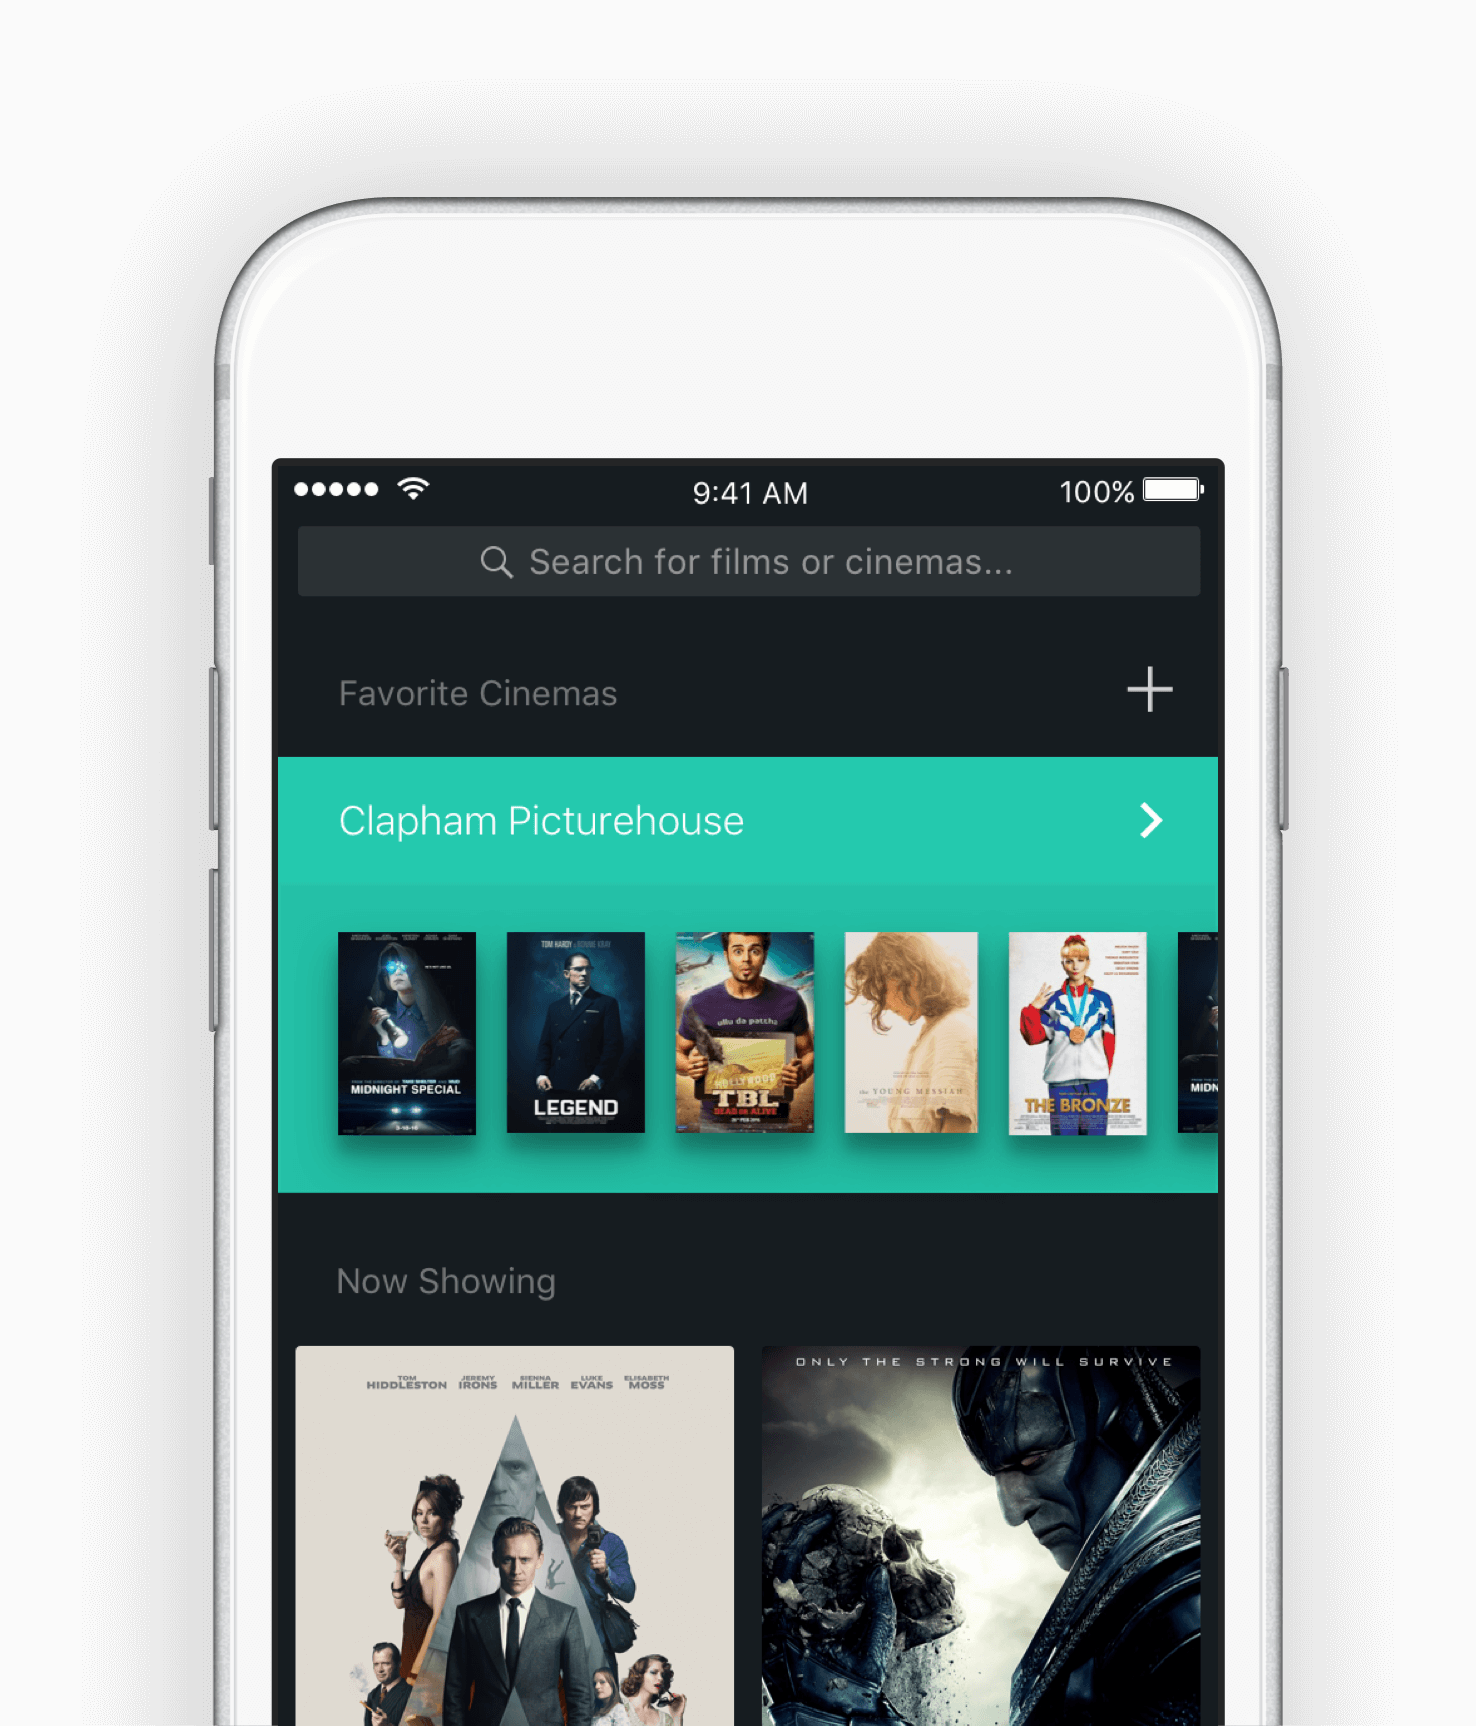 9:41 AM
100%
Search for films or cinemas...
Favorite Cinemas
Clapham Picturehouse
MIDNIGHT SPECIAL
TOM HARDY
LEGEND
ullu da pattha
TBL
DEAD OR ALIVE
the YOUNG MESSIAH
THE BRONZE
MIDN
Now Showing
TOM HIDDLESTON
JEREMY IRONS
SIENNA MILLER
LUKE EVANS
ELISABETH MOSS
ONLY THE STRONG WILL SURVIVE